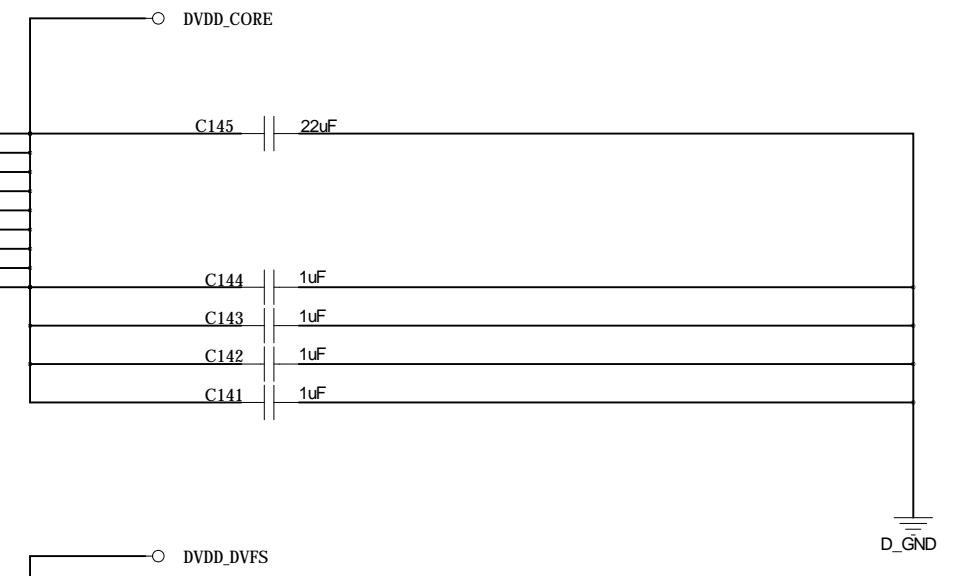 DVDD_CORE
C145 22uF
C144 1uF
C143 1uF
C142 1uF
C141 1uF
D_GND
DVDD_DVFS